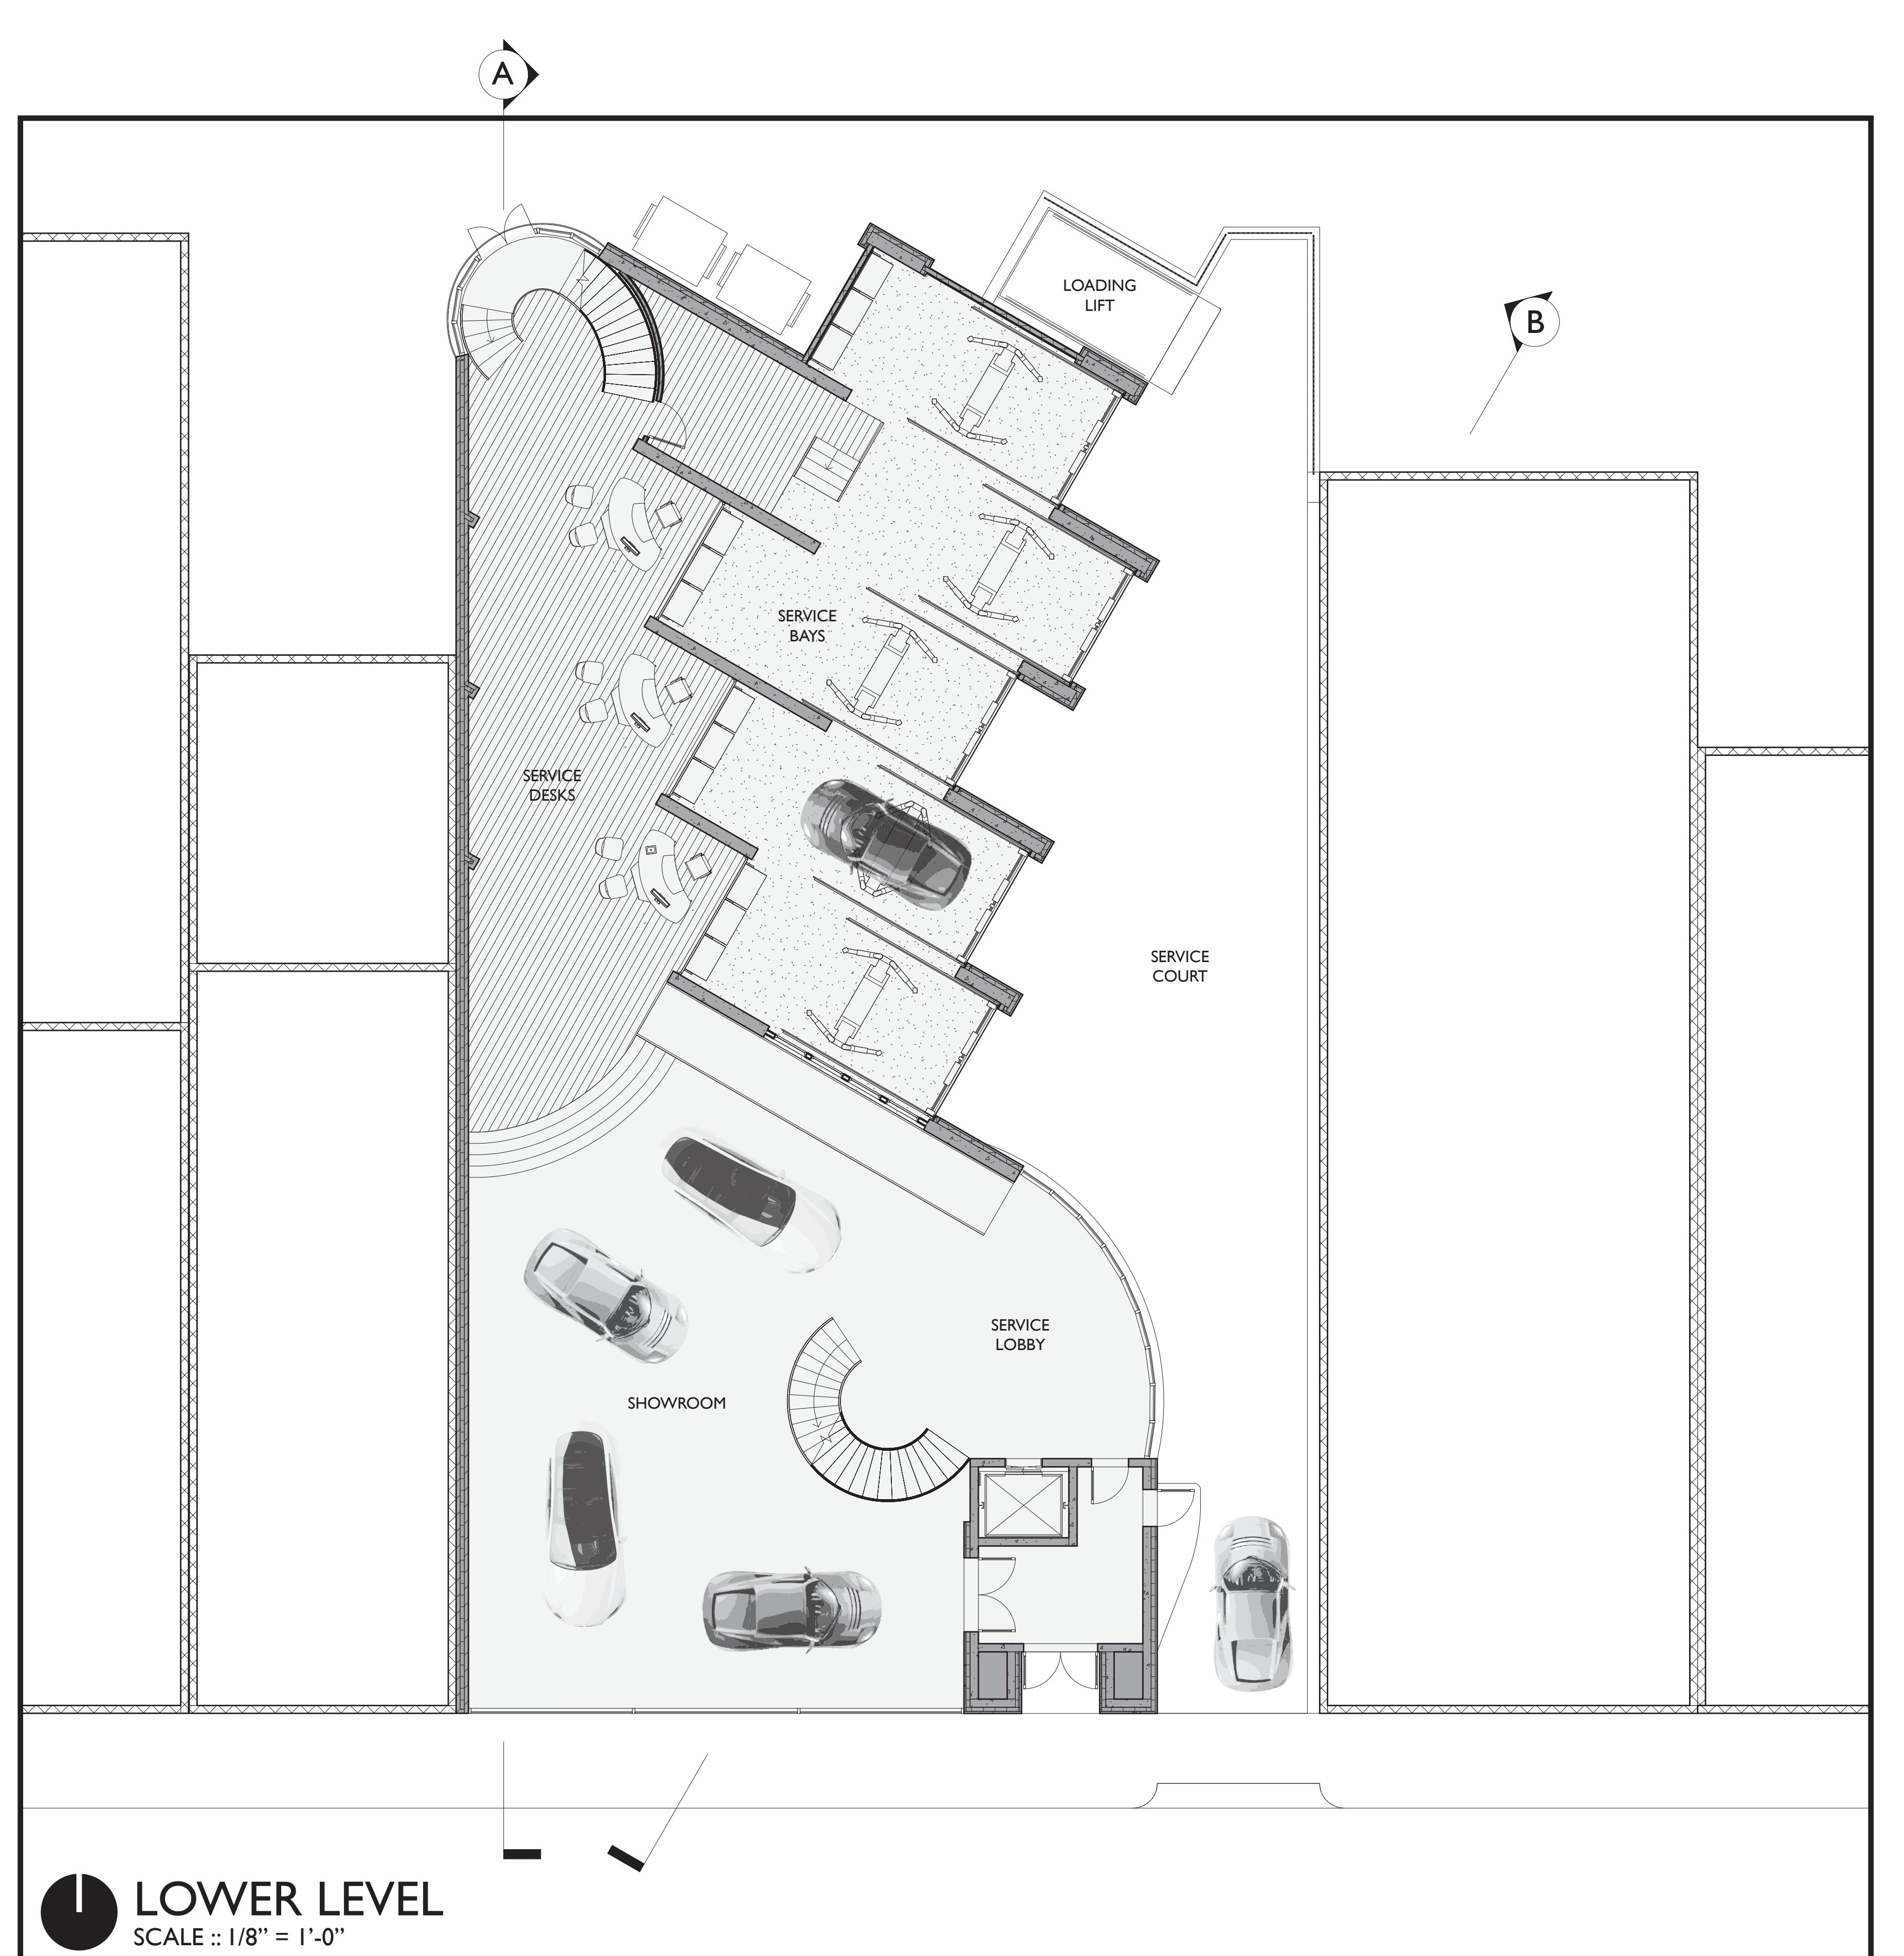 A
LOADING
LIFT
B
SERVICE
BAYS
SERVICE
DESKS
SERVICE
COURT
SERVICE
LOBBY
SHOWROOM
LOWER LEVEL
SCALE :: 1/8” = 1’-0”